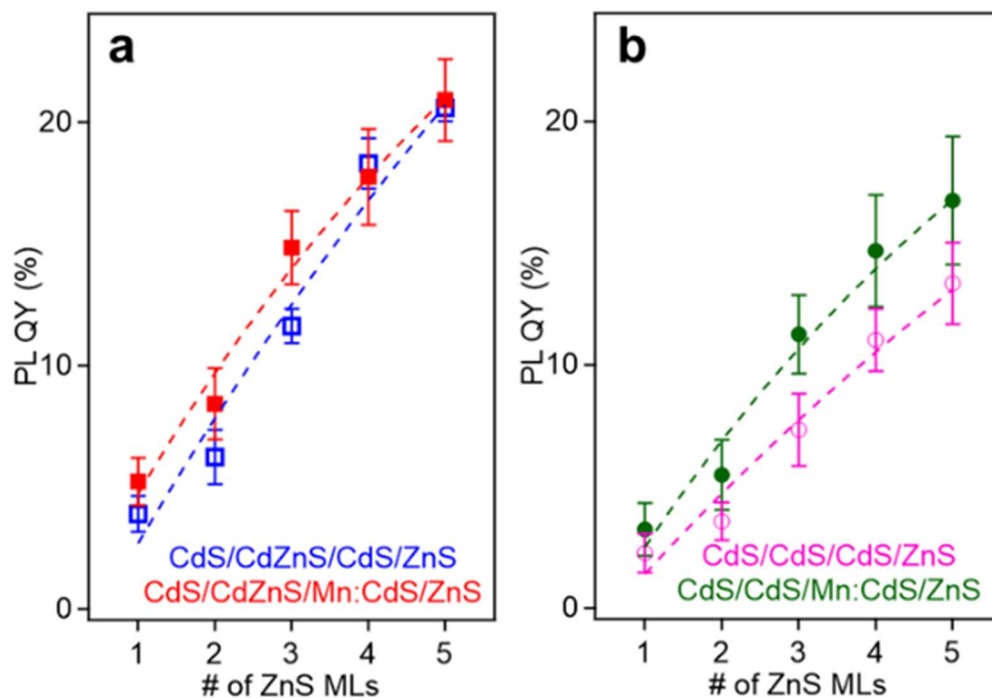 a
20
10
0
PL QY (%)
CdS/CdZnS/CdS/ZnS
CdS/CdZnS/Mn:CdS/ZnS
1 2 3 4 5
# of ZnS MLs
b
20
10
0
PL QY (%)
CdS/CdS/CdS/ZnS
CdS/CdS/Mn:CdS/ZnS
1 2 3 4 5
# of ZnS MLs